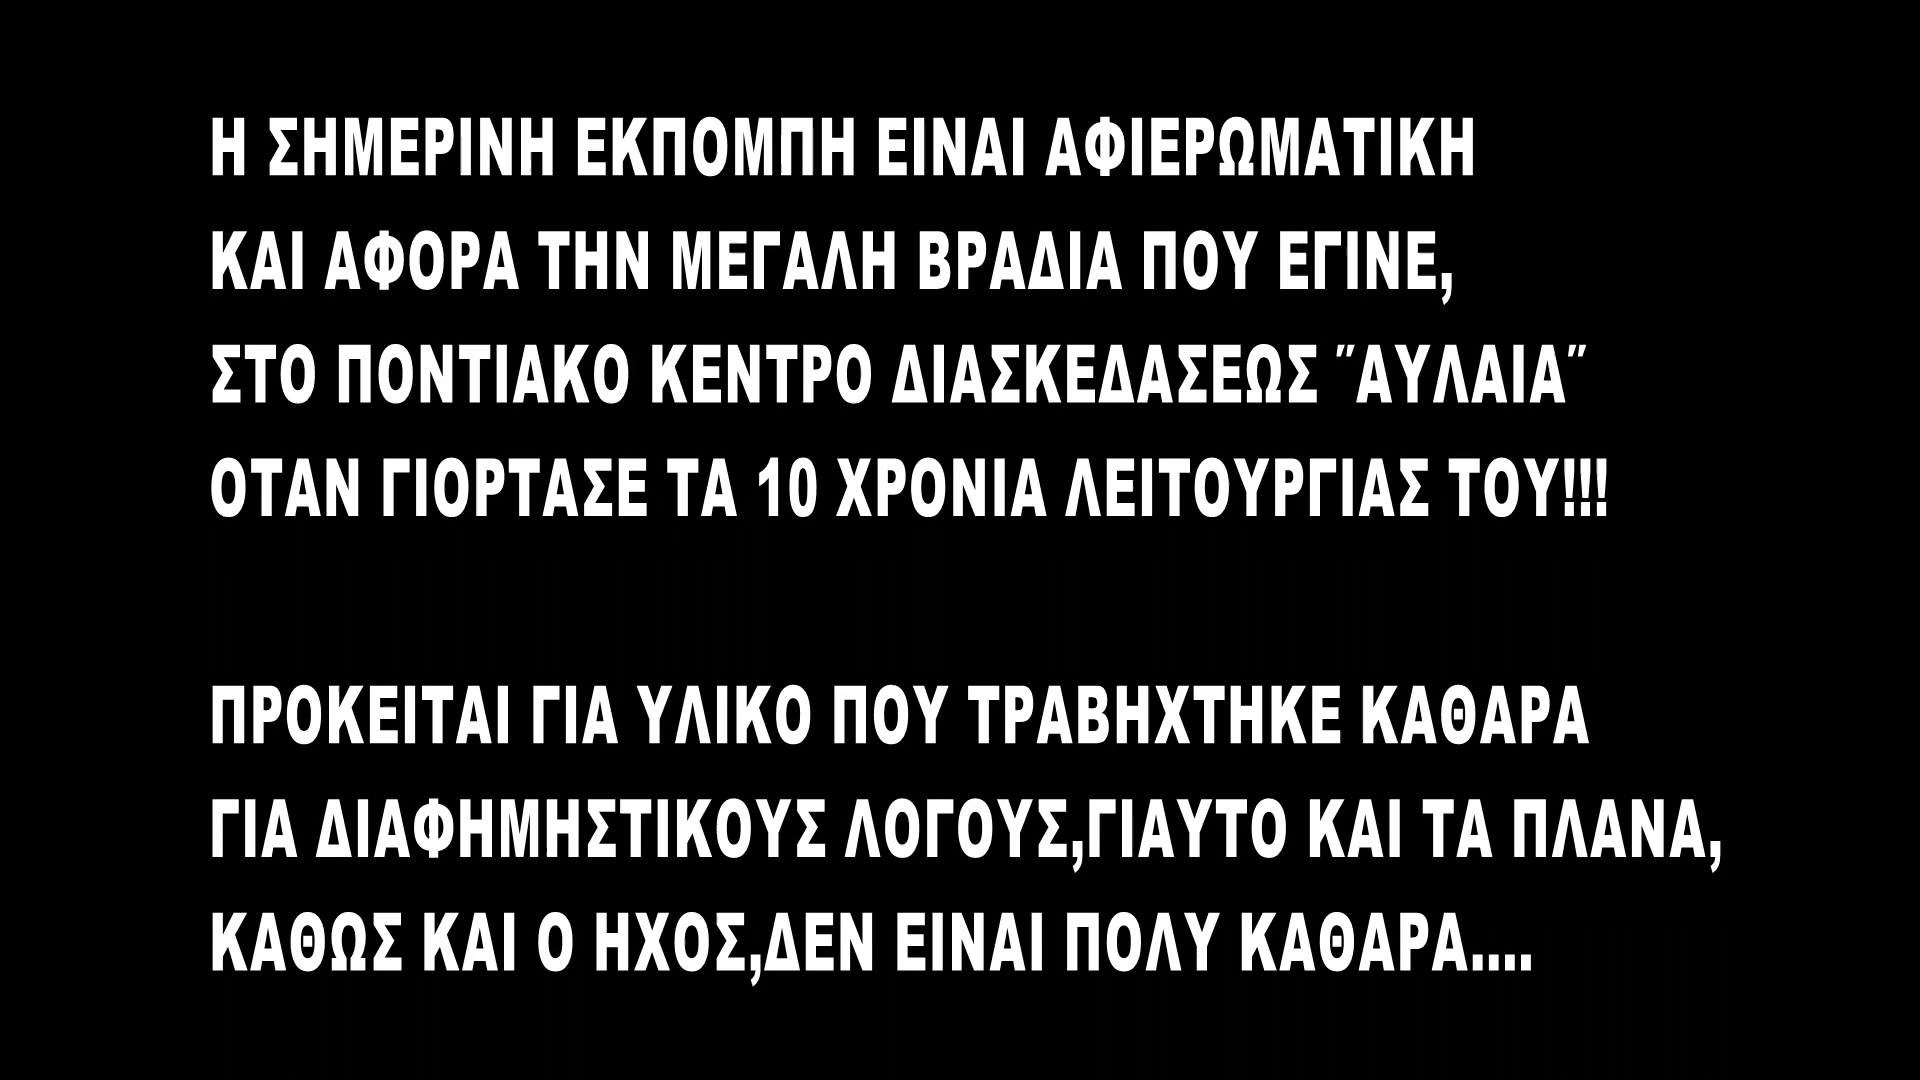 Η ΣΗΜΕΡΙΝΗ ΕΚΠΟΜΠΗ ΕΙΝΑΙ ΑΦΙΕΡΩΜΑΤΙΚΗ
ΚΑΙ ΑΦΟΡΑ ΤΗΝ ΜΕΓΑΛΗ ΒΡΑΔΙΑ ΠΟΥ ΕΓΙΝΕ,
ΣΤΟ ΠΟΝΤΙΑΚΟ ΚΕΝΤΡΟ ΔΙΑΣΚΕΔΑΣΕΩΣ ¨ΑΥΛΑΙΑ¨
ΟΤΑΝ ΓΙΟΡΤΑΣΕ ΤΑ 10 ΧΡΟΝΙΑ ΛΕΙΤΟΥΡΓΙΑΣ ΤΟΥ!!!
ΠΡΟΚΕΙΤΑΙ ΓΙΑ ΥΛΙΚΟ ΠΟΥ ΤΡΑΒΗΧΤΗΚΕ ΚΑΘΑΡΑ
ΓΙΑ ΔΙΑΦΗΜΗΣΤΙΚΟΥΣ ΛΟΓΟΥΣ,ΓΙΑΥΤΟ ΚΑΙ ΤΑ ΠΛΑΝΑ,
ΚΑΘΩΣ ΚΑΙ Ο ΗΧΟΣ,ΔΕΝ ΕΙΝΑΙ ΠΟΛΥ ΚΑΘΑΡΑ....